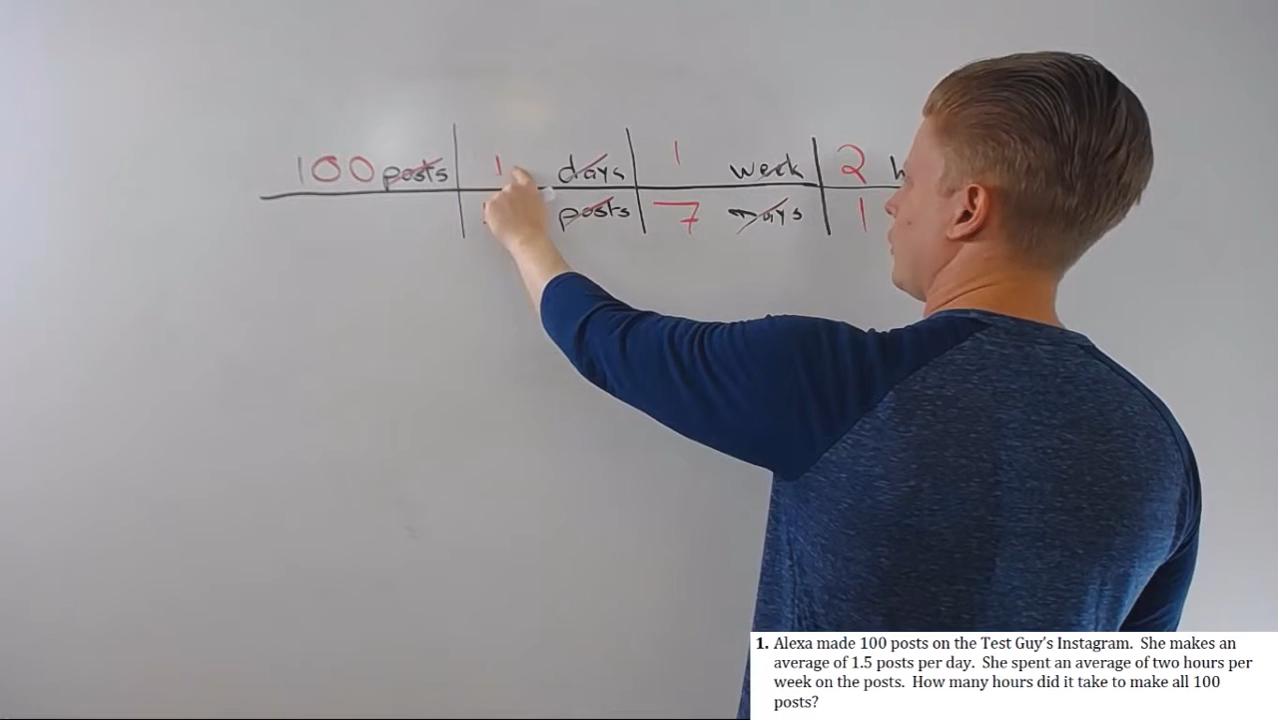 100 posts 1 days 1 week 2 h
posts 7 days 1
1. Alexa made 100 posts on the Test Guy's Instagram. She makes an
average of 1.5 posts per day. She spent an average of two hours per
week on the posts. How many hours did it take to make all 100
posts?